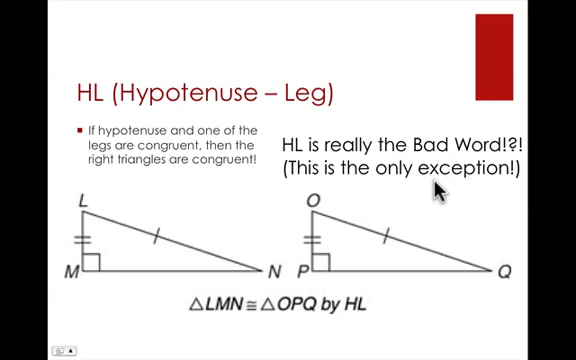 HL (Hypotenuse – Leg)
If hypotenuse and one of the
legs are congruent, then the
right triangles are congruent!
HL is really the Bad Word!?!
(This is the only exception!)
L
O
M
N
P
Q
△LMN ≅ △OPQ by HL